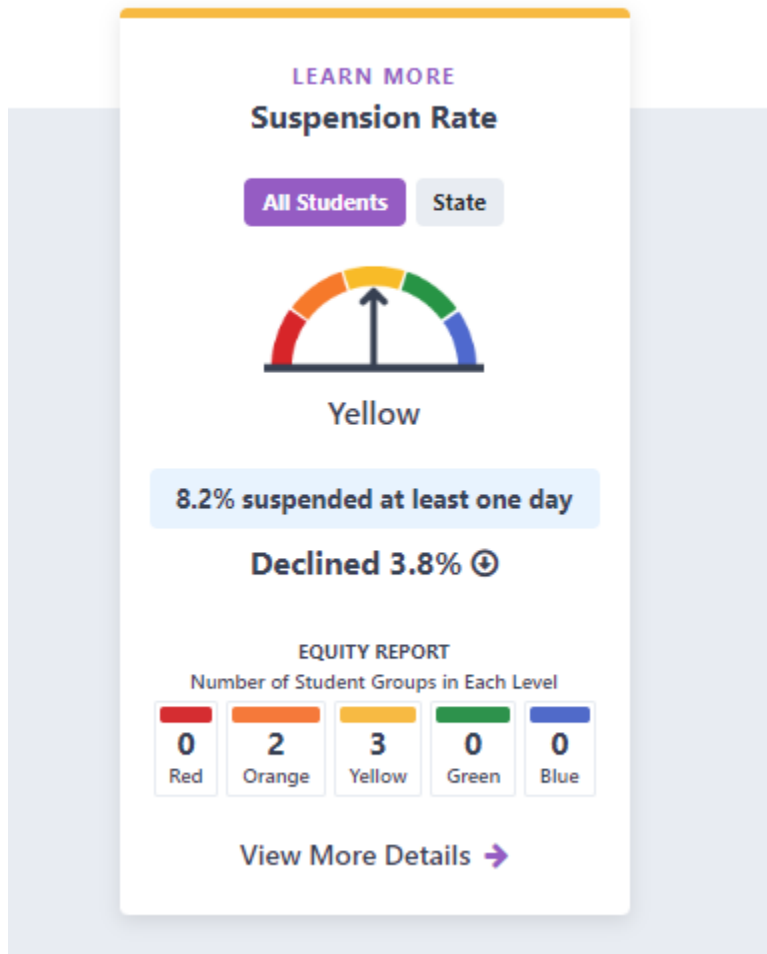 LEARN MORE
Suspension Rate
All Students State
Yellow
8.2% suspended at least one day
Declined 3.8%
EQUITY REPORT
Number of Student Groups in Each Level
0 2 3 0 0
Red Orange Yellow Green Blue
View More Details